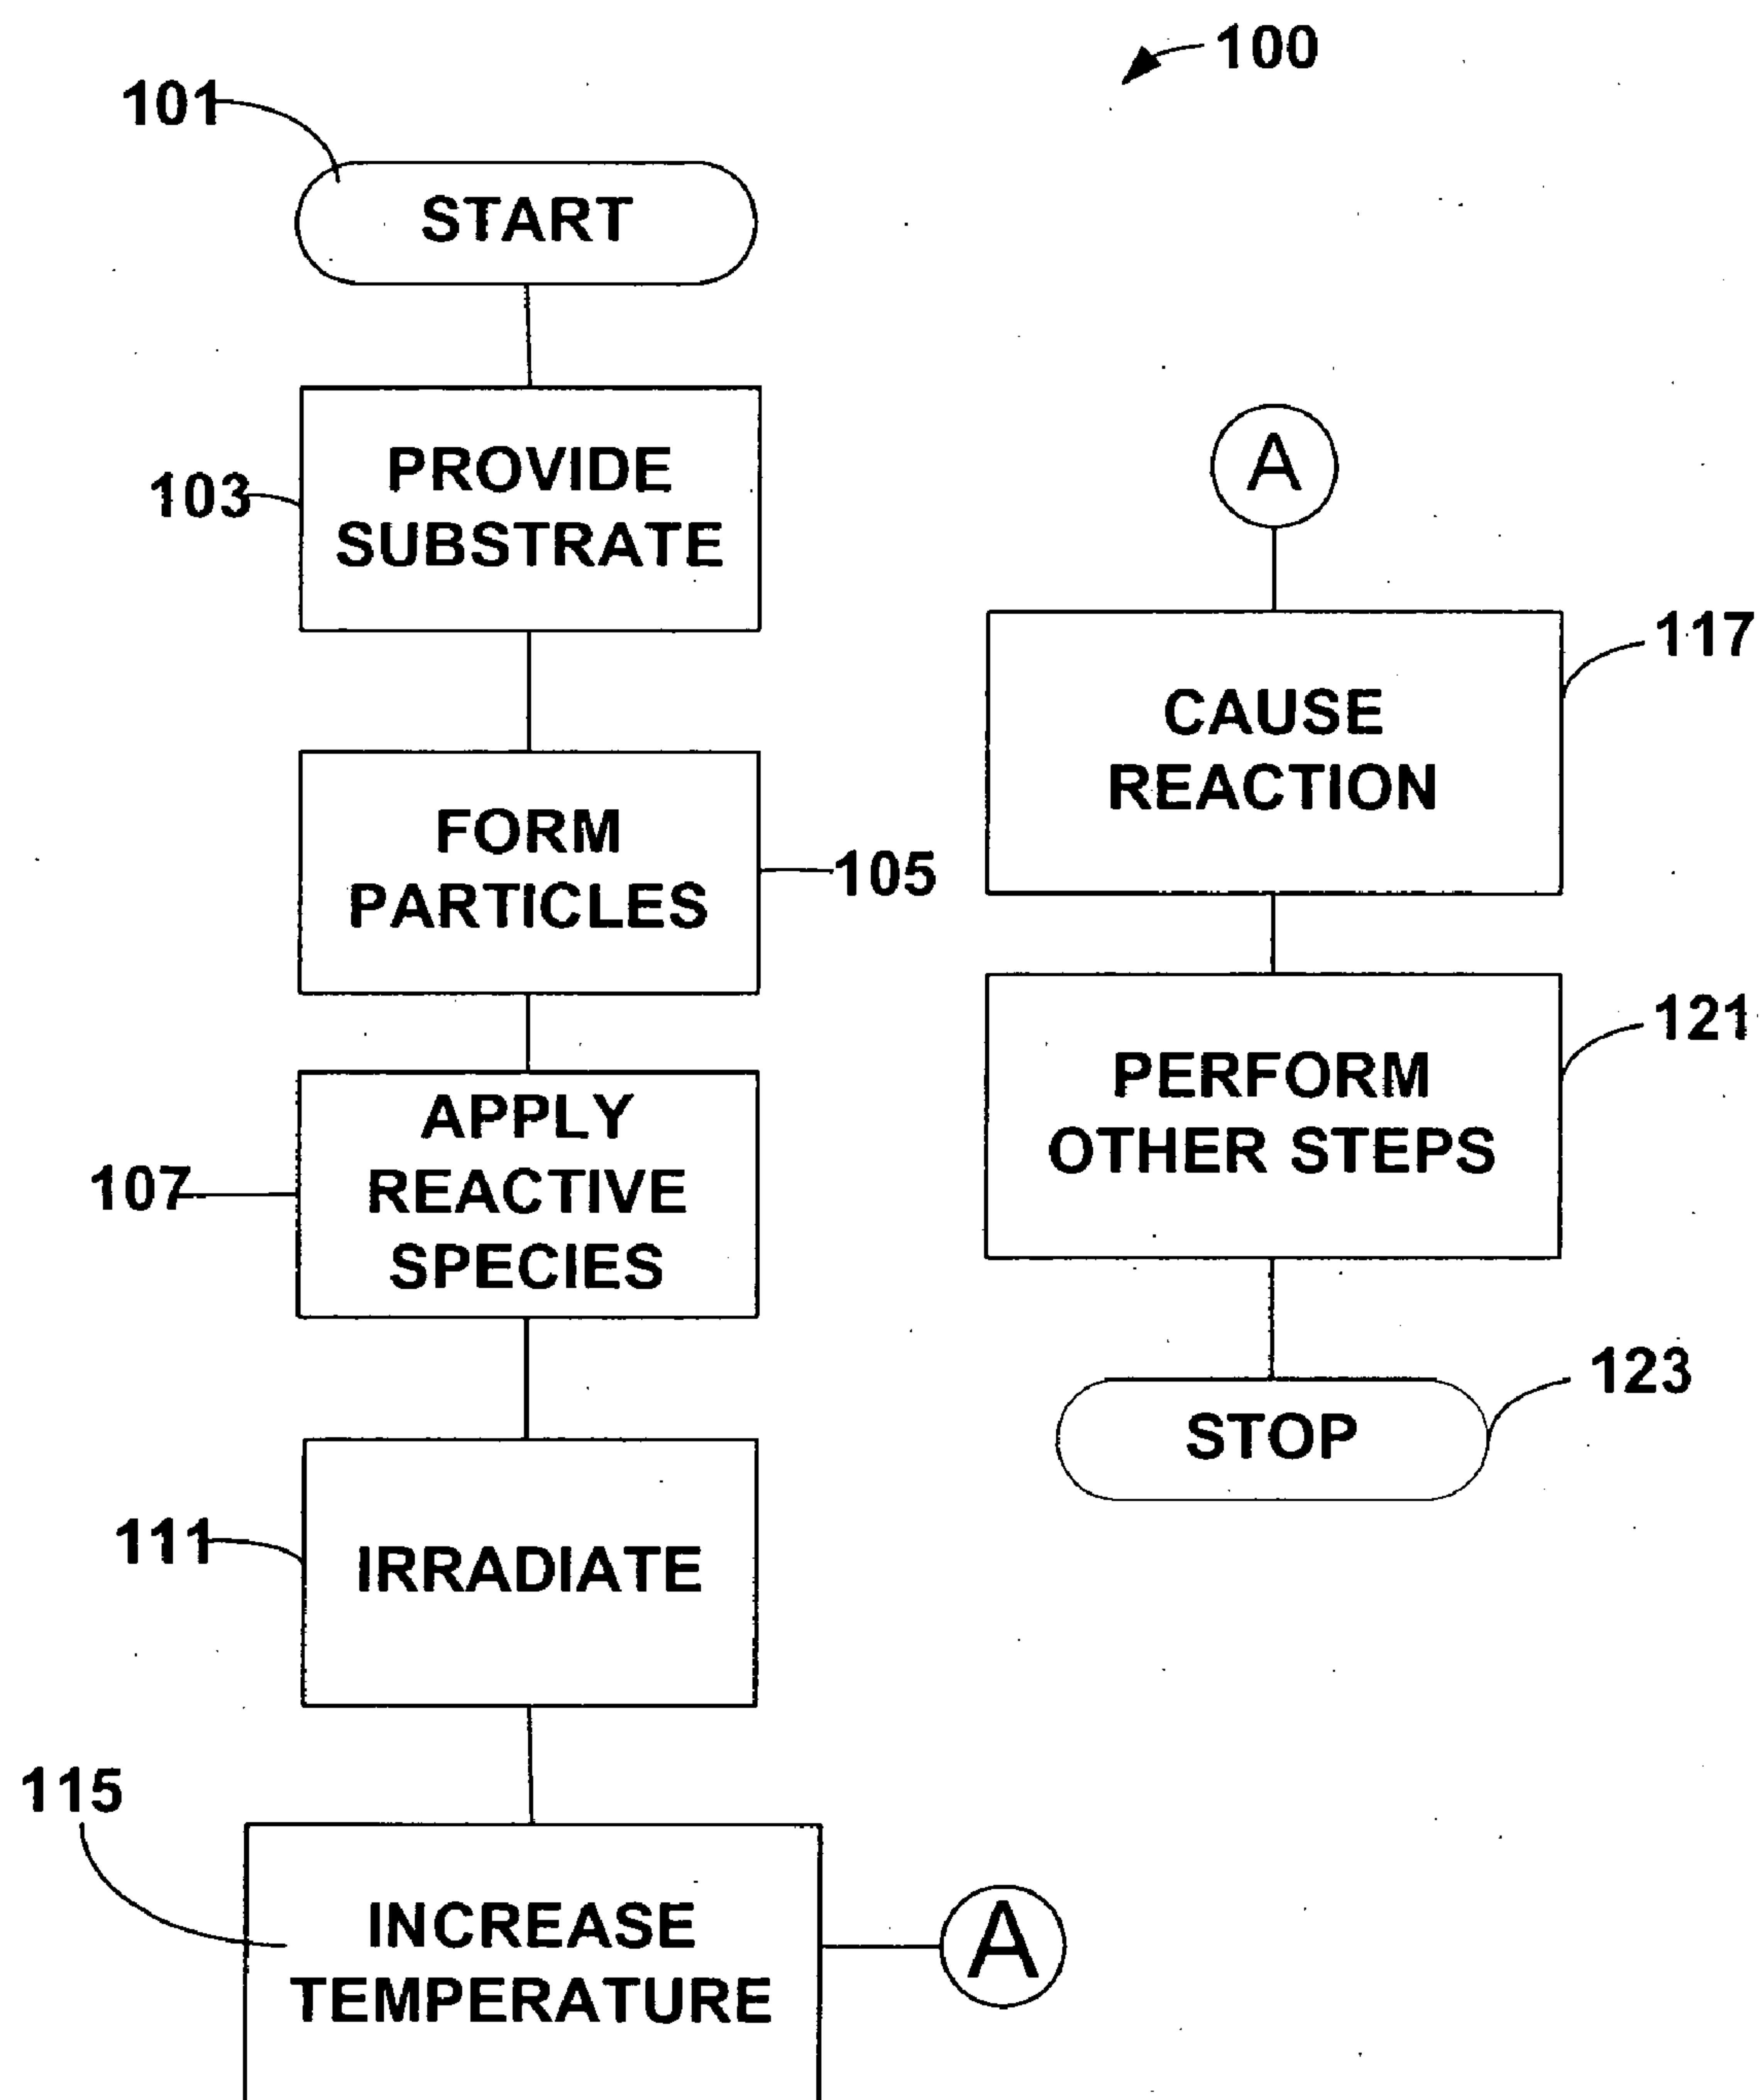 100
101
START
103
PROVIDE
SUBSTRATE
FORM
PARTICLES
105
APPLY
REACTIVE
SPECIES
107
111
IRRADIATE
115
INCREASE
TEMPERATURE
A
A
CAUSE
REACTION
117
PERFORM
OTHER STEPS
121
STOP
123